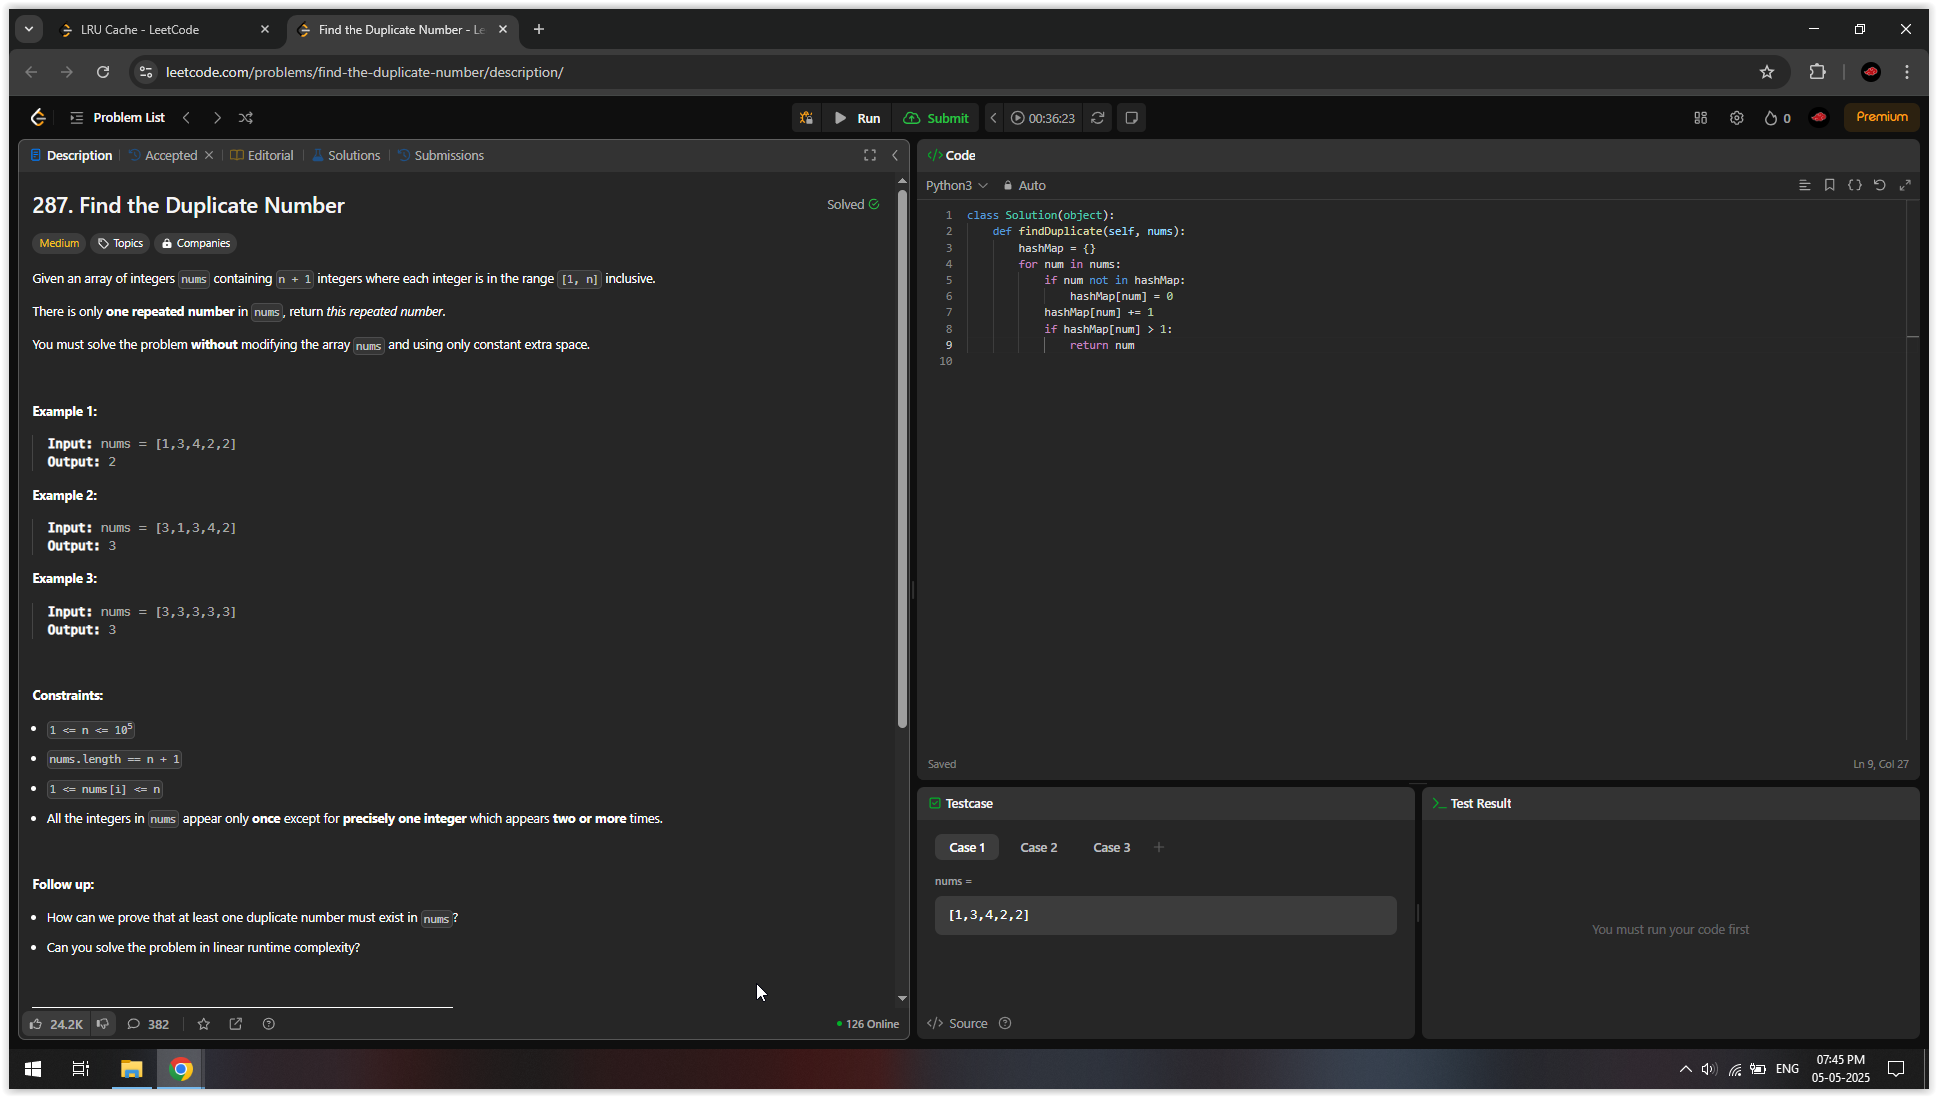 LRU Cache - LeetCode
Find the Duplicate Number - Le
leetcode.com/problems/find-the-duplicate-number/description/
Problem List
Run
Submit
00:36:23
0
Premium
Description
Accepted
Editorial
Solutions
Submissions
287. Find the Duplicate Number
Solved
Medium
Topics
Companies
Given an array of integers nums containing n + 1 integers where each integer is in the range [1, n] inclusive.
There is only one repeated number in nums, return this repeated number.
You must solve the problem without modifying the array nums and using only constant extra space.
Example 1:
Input: nums = [1,3,4,2,2]
Output: 2
Example 2:
Input: nums = [3,1,3,4,2]
Output: 3
Example 3:
Input: nums = [3,3,3,3,3]
Output: 3
Constraints:
• 1 <= n <= 10⁵
• nums.length == n + 1
• 1 <= nums[i] <= n
• All the integers in nums appear only once except for precisely one integer which appears two or more times.
Follow up:
• How can we prove that at least one duplicate number must exist in nums?
• Can you solve the problem in linear runtime complexity?
24.2K
382
126 Online
</> Code
Python3
Auto
1 class Solution(object):
2     def findDuplicate(self, nums):
3         hashMap = {}
4         for num in nums:
5             if num not in hashMap:
6                 hashMap[num] = 0
7             hashMap[num] += 1
8             if hashMap[num] > 1:
9                 return num
10
Saved
Ln 9, Col 27
Testcase
Case 1
Case 2
Case 3
+
nums =
[1,3,4,2,2]
</> Source
>_ Test Result
You must run your code first
ENG
07:45 PM
05-05-2025